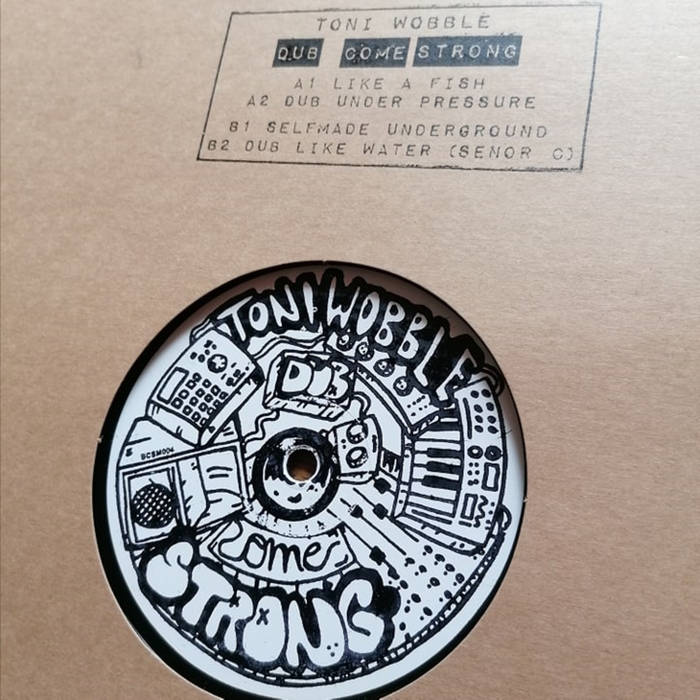 TONI WOBBLE
DUB COME STRONG
A1 LIKE A FISH
A2 DUB UNDER PRESSURE
B1 SELFMADE UNDERGROUND
B2 DUB LIKE WATER (SENOR C)
TONI WOBBLE
DUB
BCSM004
Come
STRONG